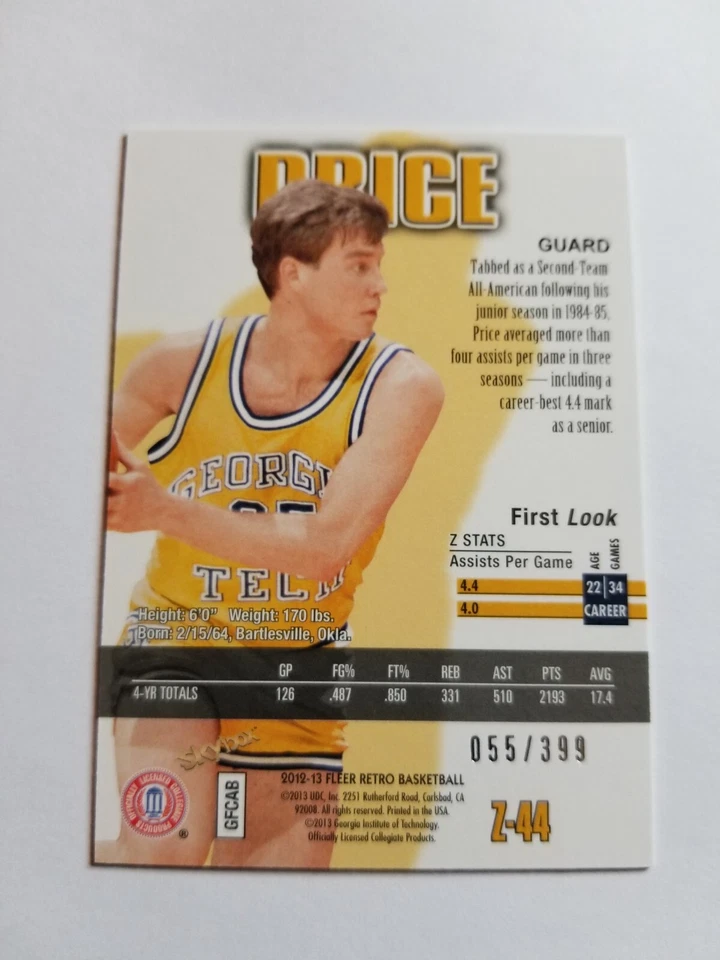 PRICE
GUARD
Tabbed as a Second-Team
All-American following his
junior season in 1984-85,
Price averaged more than
four assists per game in three
seasons — including a
career-best 4.4 mark
as a senior.
First Look
Z STATS
Assists Per Game
AGE
GAMES
4.4
22 34
4.0
CAREER
GEORGI
25
TECH
Height: 6'0" Weight: 170 lbs.
Born: 2/15/64, Bartlesville, Okla.
GP FG% FT% REB AST PTS AVG
4-YR TOTALS 126 .487 .850 331 510 2193 17.4
055/399
skybox
OFFICIALLY LICENSED COLLEGIATE PRODUCTS
®
GFCAB
2012-13 FLEER RETRO BASKETBALL
©2013 UDC, Inc. 2251 Rutherford Road, Carlsbad, CA
92008. All rights reserved. Printed in the USA.
©2013 Georgia Institute of Technology.
Officially Licensed Collegiate Products.
Z-44